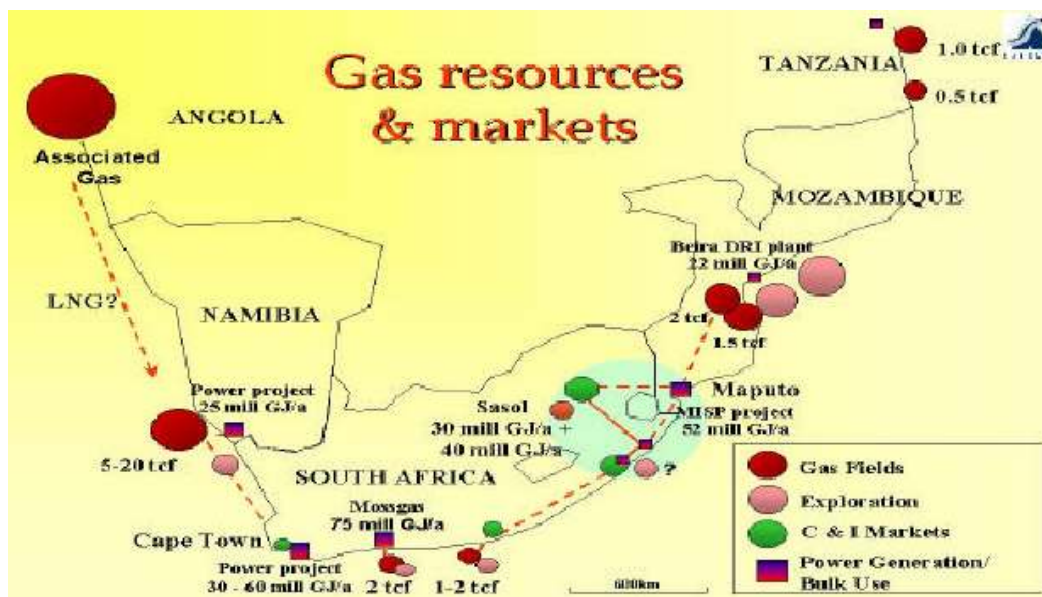 Gas resources
& markets
TANZANIA
1.0 tcf
0.5 tcf
ANGOLA
Associated
Gas
MOZAMBIQUE
Beira DRI plant
22 mill GJ/a
LNG?
NAMIBIA
2 tcf
1.5 tcf
Power project
25 mill GJ/a
Maputo
Sasol
30 mill GJ/a +
40 mill GJ/a
MISP project
52 mill GJ/a
5-20 tcf
SOUTH AFRICA
?
Mossgas
75 mill GJ/a
Cape Town
Power project
30 - 60 mill GJ/a
2 tcf
1-2 tcf
600km
Gas Fields
Exploration
C & I Markets
Power Generation/
Bulk Use